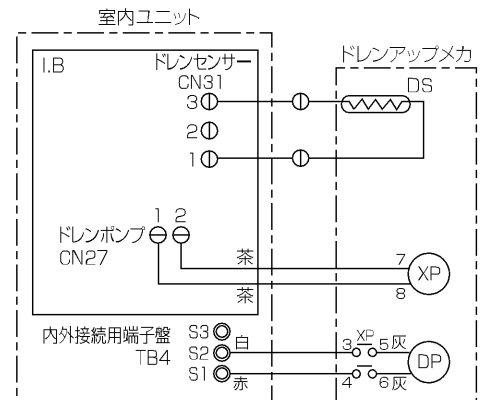 室内ユニット
I.B
ドレンセンサー
CN31
3
2
1
ドレンアップメカ
DS
1 2
ドレンポンプ
CN27
茶
茶
7
8
XP
内外接続用端子盤
TB4
S3
S2
S1
白
赤
XP
3
5灰
4
6灰
DP